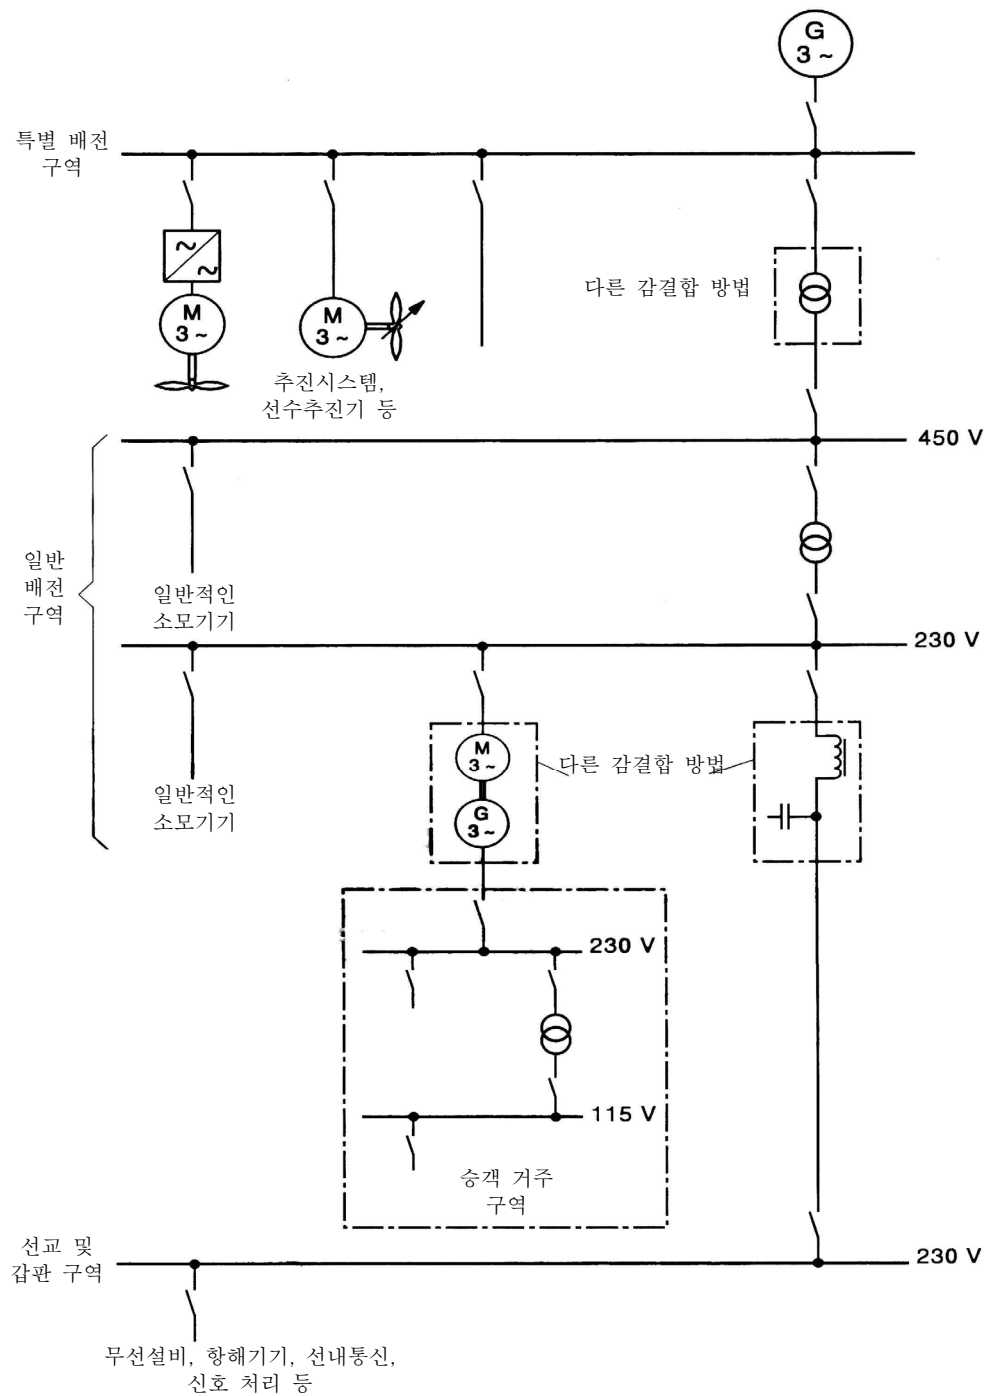 G
3 ~
특별 배전
구역
다른 감결합 방법
M
3 ~
M
3 ~
추진시스템,
선수추진기 등
450 V
일반
배전
구역
일반적인
소모기기
230 V
M
3 ~
G
3 ~
다른 감결합 방법
일반적인
소모기기
230 V
115 V
승객 거주
구역
선교 및
갑판 구역
230 V
무선설비, 항해기기, 선내통신,
신호 처리 등